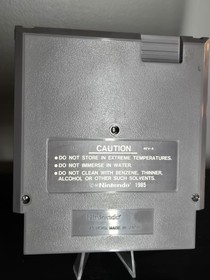 CAUTION REV-A
• DO NOT STORE IN EXTREME TEMPERATURES.
• DO NOT IMMERSE IN WATER.
• DO NOT CLEAN WITH BENZENE, THINNER,
ALCOHOL OR OTHER SUCH SOLVENTS.
Nintendo 1985
Nintendo